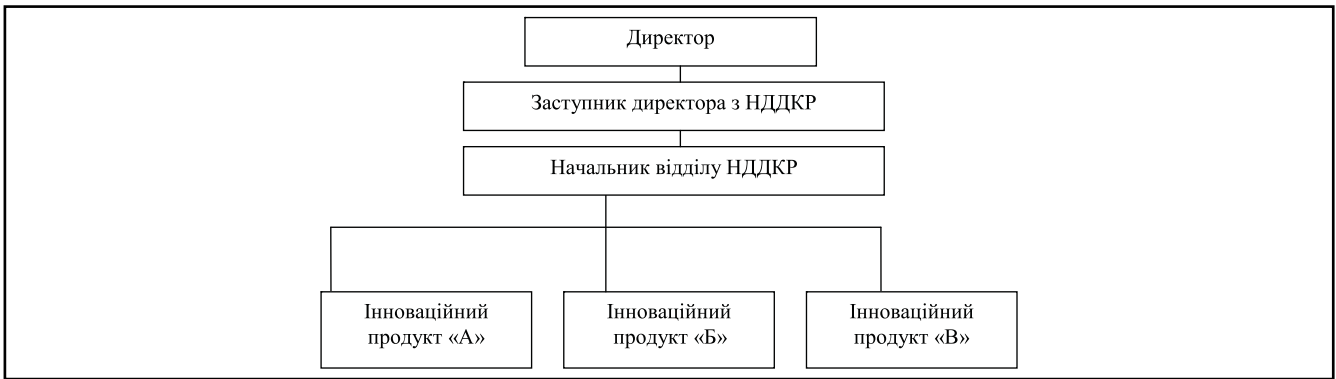 Директор
Заступник директора з НДДКР
Начальник відділу НДДКР
Інноваційний
продукт «А»
Інноваційний
продукт «Б»
Інноваційний
продукт «В»